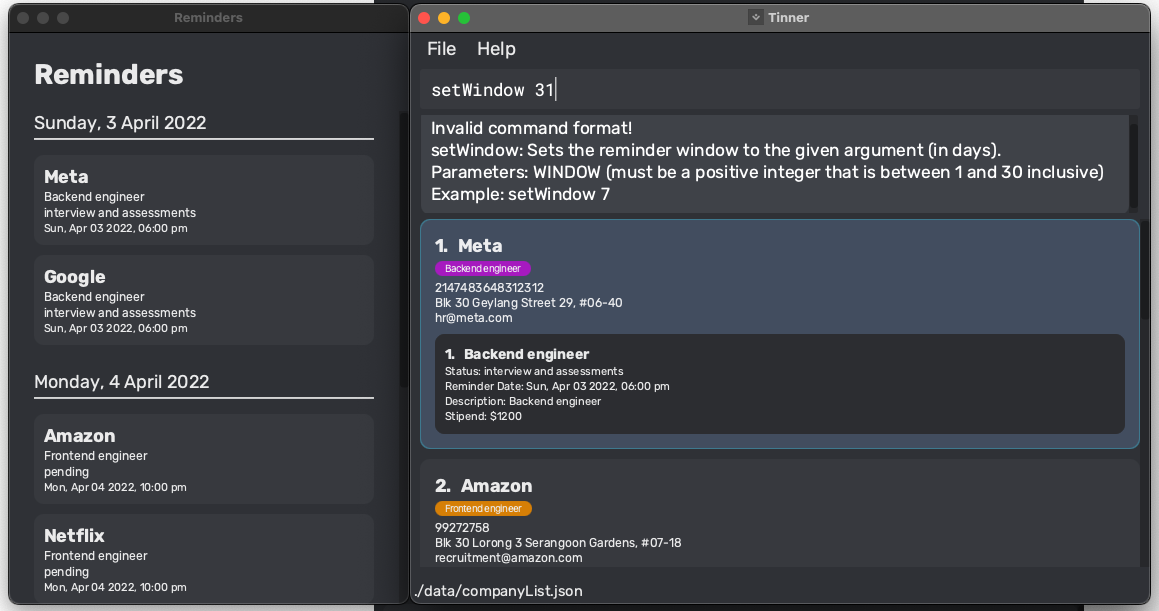 Reminders
Reminders
Sunday, 3 April 2022
Meta
Backend engineer
interview and assessments
Sun, Apr 03 2022, 06:00 pm
Google
Backend engineer
interview and assessments
Sun, Apr 03 2022, 06:00 pm
Monday, 4 April 2022
Amazon
Frontend engineer
pending
Mon, Apr 04 2022, 10:00 pm
Netflix
Frontend engineer
pending
Mon, Apr 04 2022, 10:00 pm
Tinner
File Help
setWindow 31
Invalid command format!
setWindow: Sets the reminder window to the given argument (in days).
Parameters: WINDOW (must be a positive integer that is between 1 and 30 inclusive)
Example: setWindow 7
1. Meta
Backend engineer
2147483648312312
Blk 30 Geylang Street 29, #06-40
hr@meta.com
1. Backend engineer
Status: interview and assessments
Reminder Date: Sun, Apr 03 2022, 06:00 pm
Description: Backend engineer
Stipend: $1200
2. Amazon
Frontend engineer
99272758
Blk 30 Lorong 3 Serangoon Gardens, #07-18
recruitment@amazon.com
./data/companyList.json